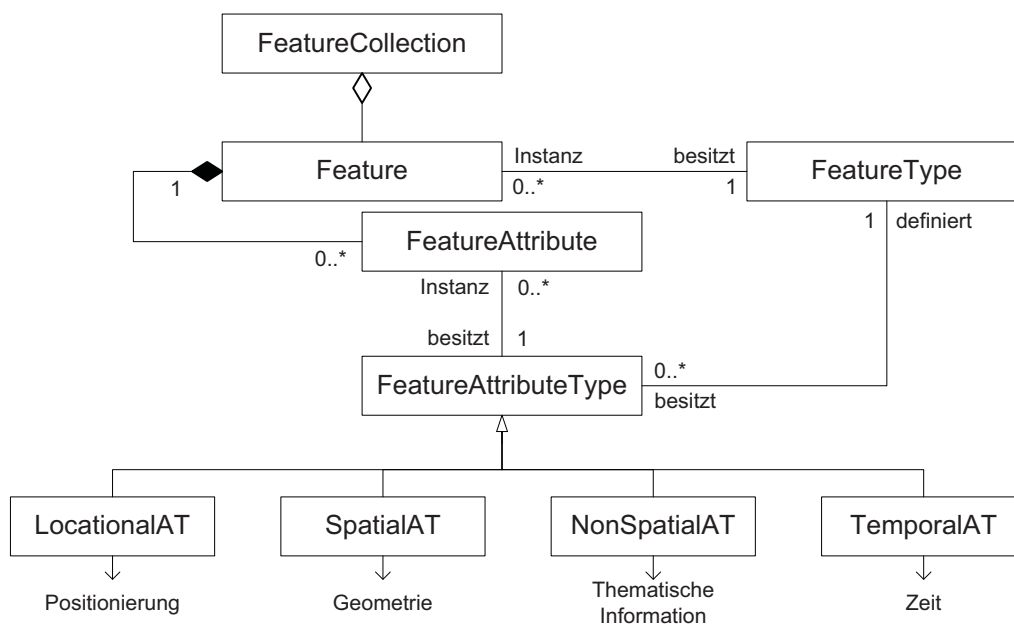 FeatureCollection
Feature
Instanz
besitzt
0..*
1
FeatureType
1
FeatureAttribute
0..*
1
definiert
Instanz
0..*
besitzt
1
FeatureAttributeType
0..*
besitzt
LocationalAT
SpatialAT
NonSpatialAT
TemporalAT
Positionierung
Geometrie
Thematische
Information
Zeit